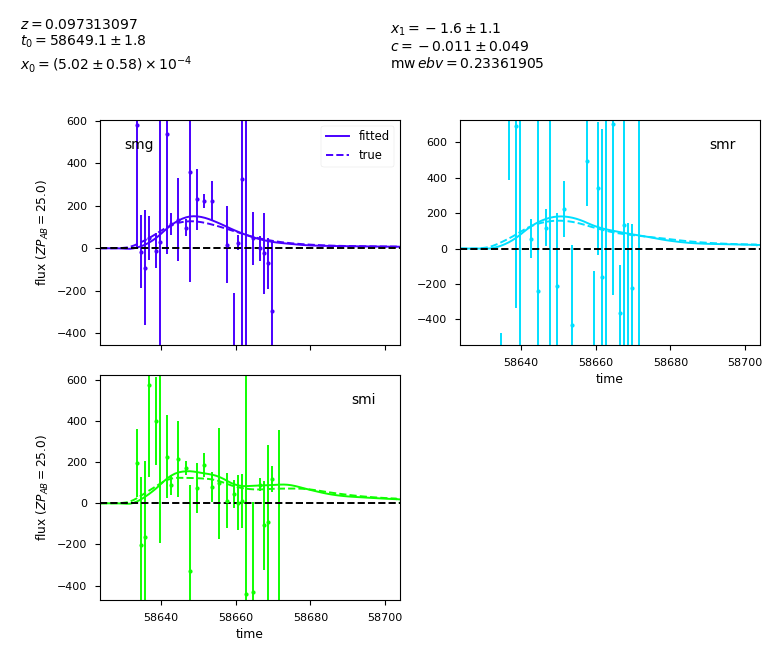 z = 0.097313097
t₀ = 58649.1 ± 1.8
x₀ = (5.02 ± 0.58) × 10⁻⁴
x₁ = −1.6 ± 1.1
c = −0.011 ± 0.049
mw ebv = 0.23361905
smg
fitted
true
600
400
200
0
−200
−400
flux (ZP_AB = 25.0)
smr
600
400
200
0
−200
−400
58640 58660 58680 58700
time
smi
600
400
200
0
−200
−400
flux (ZP_AB = 25.0)
58640 58660 58680 58700
time